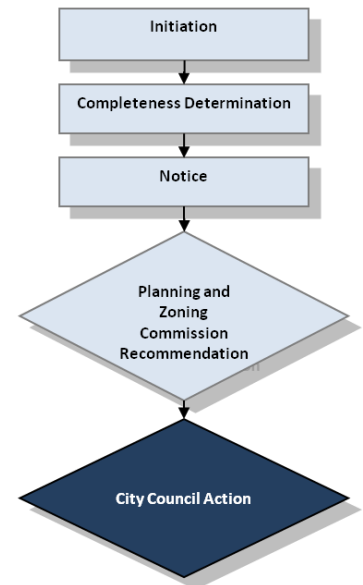 Initiation
Completeness Determination
Notice
Planning and
Zoning
Commission
Recommendation
City Council Action